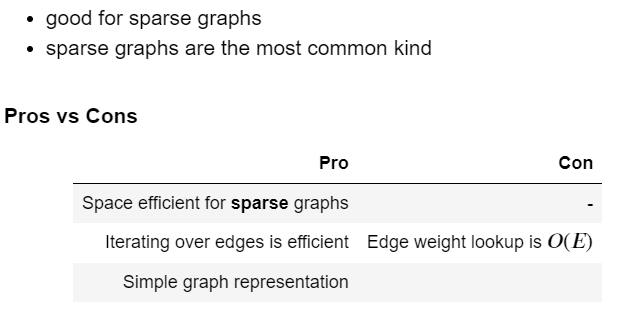 • good for sparse graphs
• sparse graphs are the most common kind
Pros vs Cons
Pro Con
Space efficient for sparse graphs -
Iterating over edges is efficient Edge weight lookup is O(E)
Simple graph representation